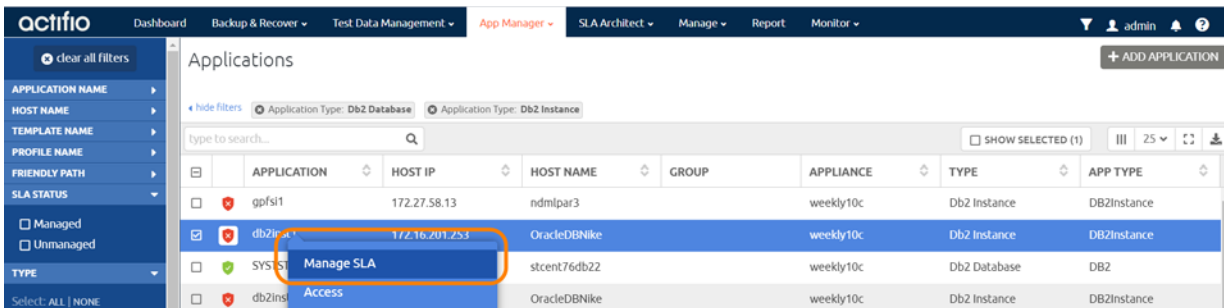 actifio Dashboard Backup & Recover Test Data Management App Manager SLA Architect Manage Report Monitor admin
clear all filters
Applications
+ ADD APPLICATION
APPLICATION NAME
HOST NAME
TEMPLATE NAME
PROFILE NAME
FRIENDLY PATH
SLA STATUS
Managed
Unmanaged
TYPE
Select: ALL | NONE
hide filters Application Type: Db2 Database Application Type: Db2 Instance
type to search... SHOW SELECTED (1) 25
APPLICATION HOST IP HOST NAME GROUP APPLIANCE TYPE APP TYPE
gpfsi1 172.27.58.13 ndmlpar3 weekly10c Db2 Instance DB2Instance
172.16.201.253 OracleDBNike weekly10c Db2 Instance DB2Instance
stcent76db22 weekly10c Db2 Database DB2
OracleDBNike weekly10c Db2 Instance DB2Instance
Manage SLA
Access